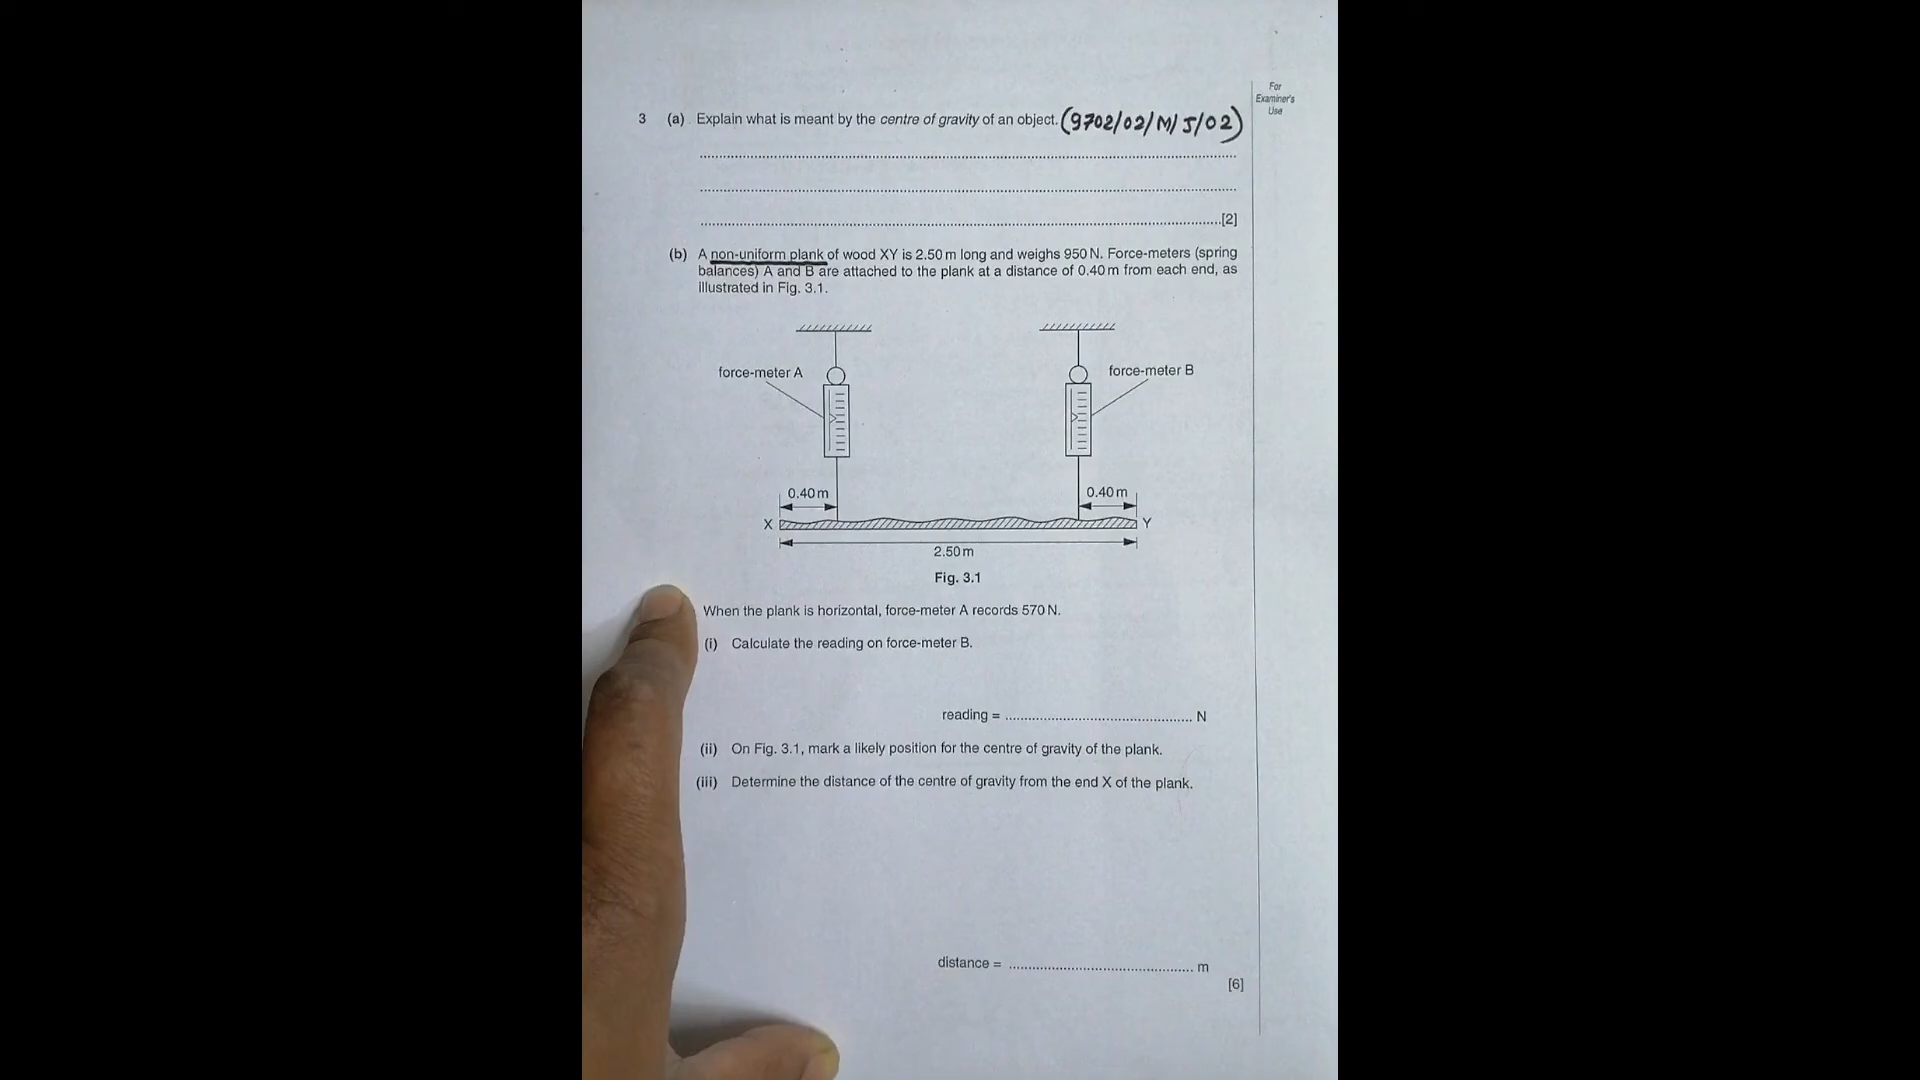 For
Examiner's
Use
3 (a) Explain what is meant by the centre of gravity of an object. (9702/02/M/J/02)
[2]
(b) A non-uniform plank of wood XY is 2.50 m long and weighs 950 N. Force-meters (spring
balances) A and B are attached to the plank at a distance of 0.40 m from each end, as
illustrated in Fig. 3.1.
force-meter A
force-meter B
0.40 m
0.40 m
X
Y
2.50 m
Fig. 3.1
When the plank is horizontal, force-meter A records 570 N.
(i) Calculate the reading on force-meter B.
reading = ................................................ N
(ii) On Fig. 3.1, mark a likely position for the centre of gravity of the plank.
(iii) Determine the distance of the centre of gravity from the end X of the plank.
distance = ................................................ m
[6]